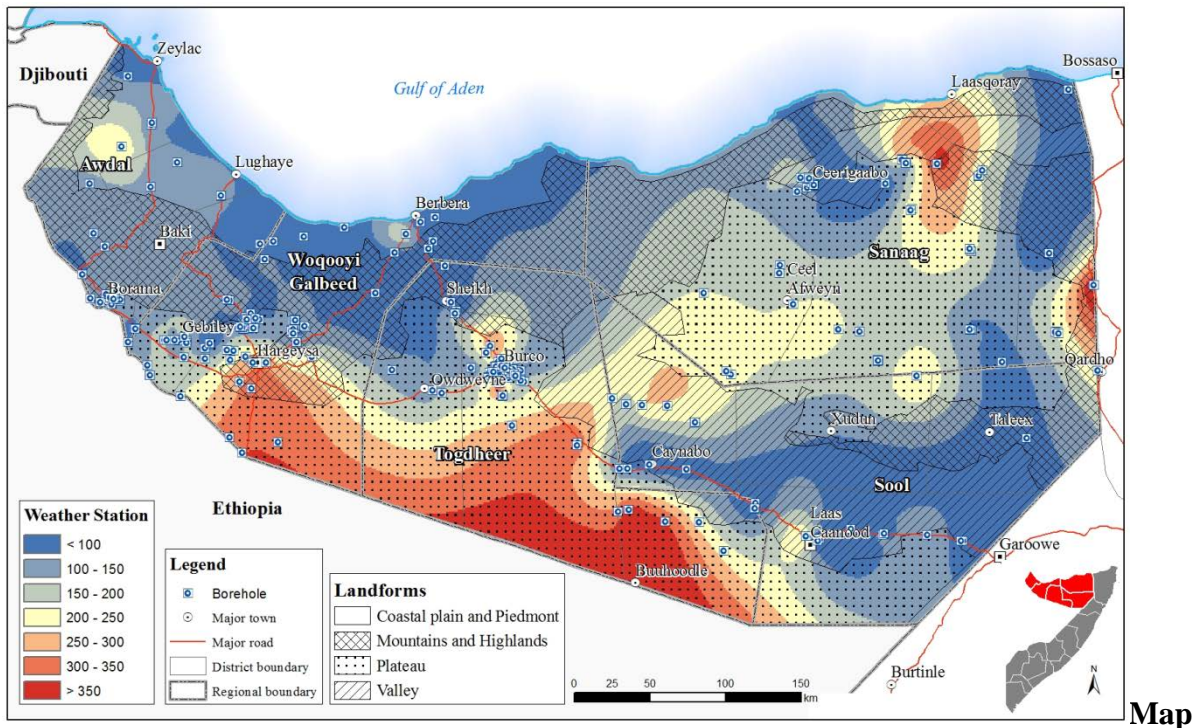 Zeylac
Djibouti
Bossaso
Gulf of Aden
Laasqoray
Awdal
Lughaye
Ceerigaabo
Berbera
Baki
Sanaag
Woqooyi
Galbeed
Ceel
Afweyn
Borama
Sheikh
Gebiley
Hargeysa
Burco
Qardho
Owdweyne
Xudun
Taleex
Togdheer
Caynabo
Sool
Ethiopia
Laas
Caanood
Garoowe
Buuhoodle
Weather Station
< 100
100 - 150
150 - 200
200 - 250
250 - 300
300 - 350
> 350
Legend
Borehole
Major town
Major road
District boundary
Regional boundary
Landforms
Coastal plain and Piedmont
Mountains and Highlands
Plateau
Valley
0 50 100 150
km
Burtinle
N
Map